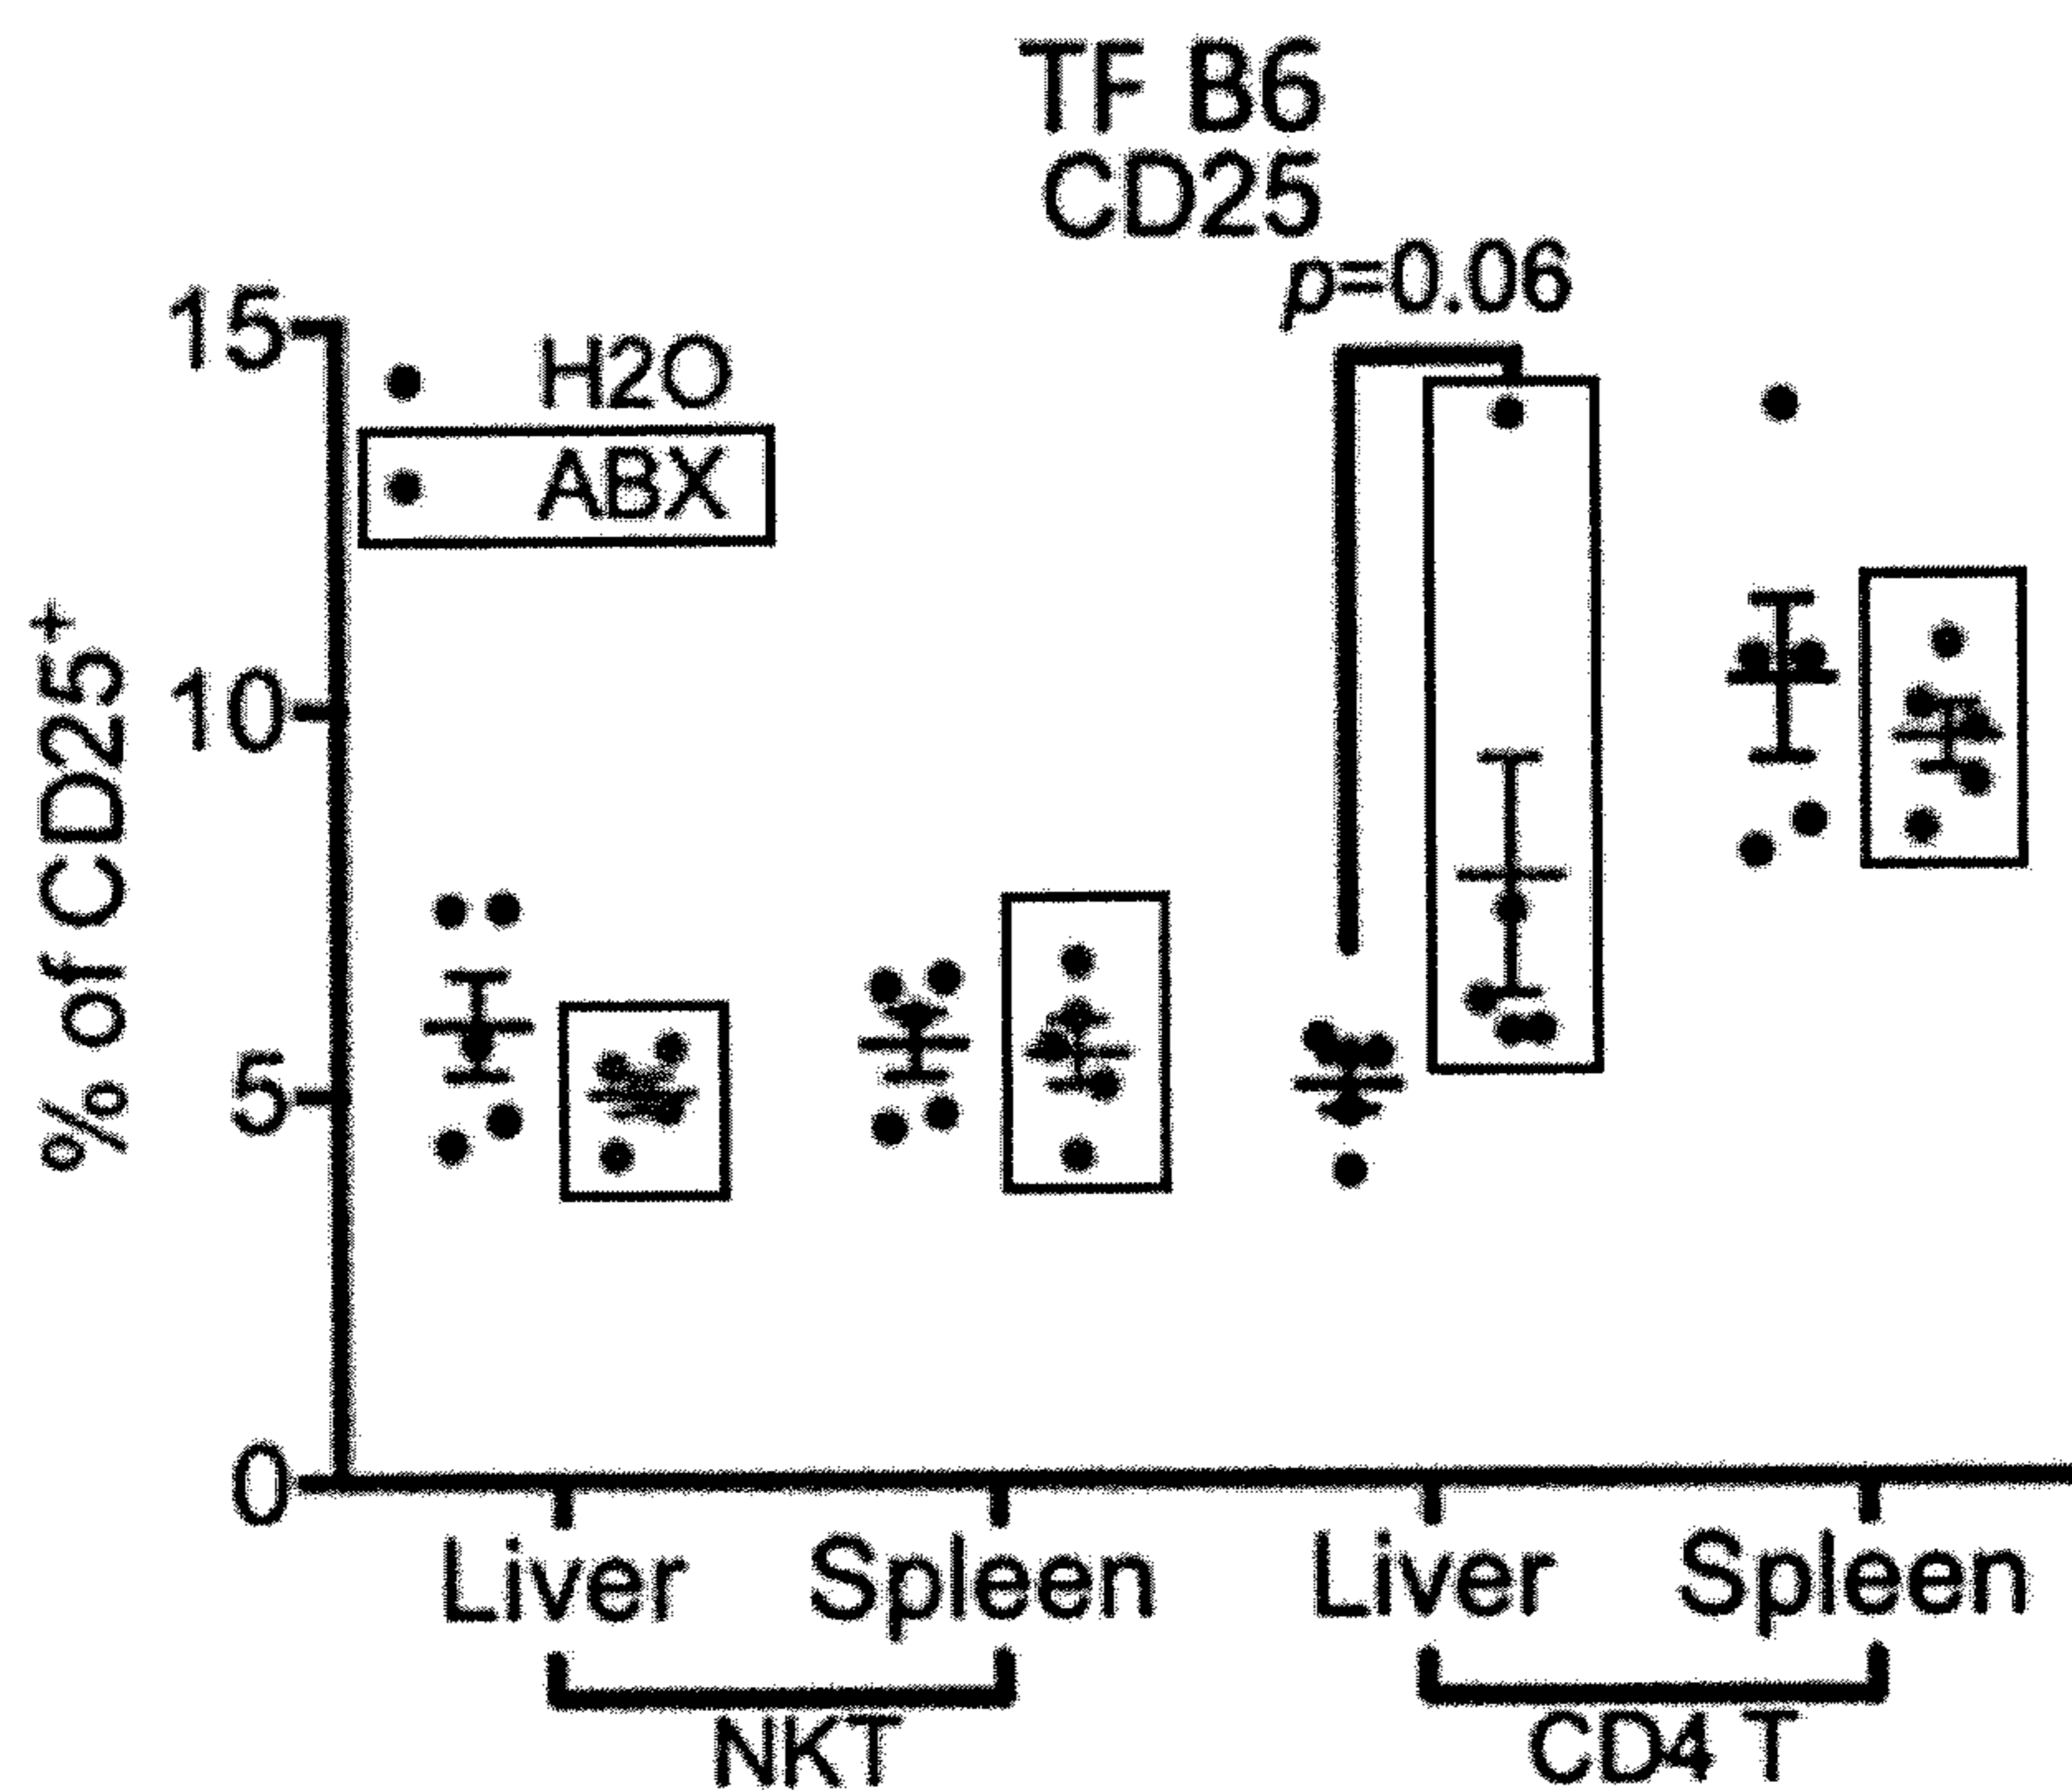 TF B6
CD25
p=0.06
15
H2O
ABX
10
5
0
% of CD25+
Liver Spleen Liver Spleen
NKT CD4 T